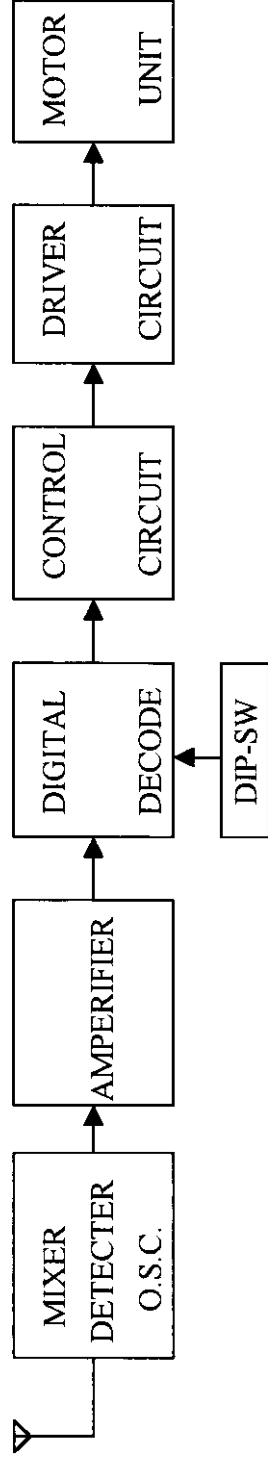 MIXER
DETECTER
O.S.C.
AMPERIFIER
DIGITAL
DECODE
DIP-SW
CONTROL
CIRCUIT
DRIVER
CIRCUIT
MOTOR
UNIT